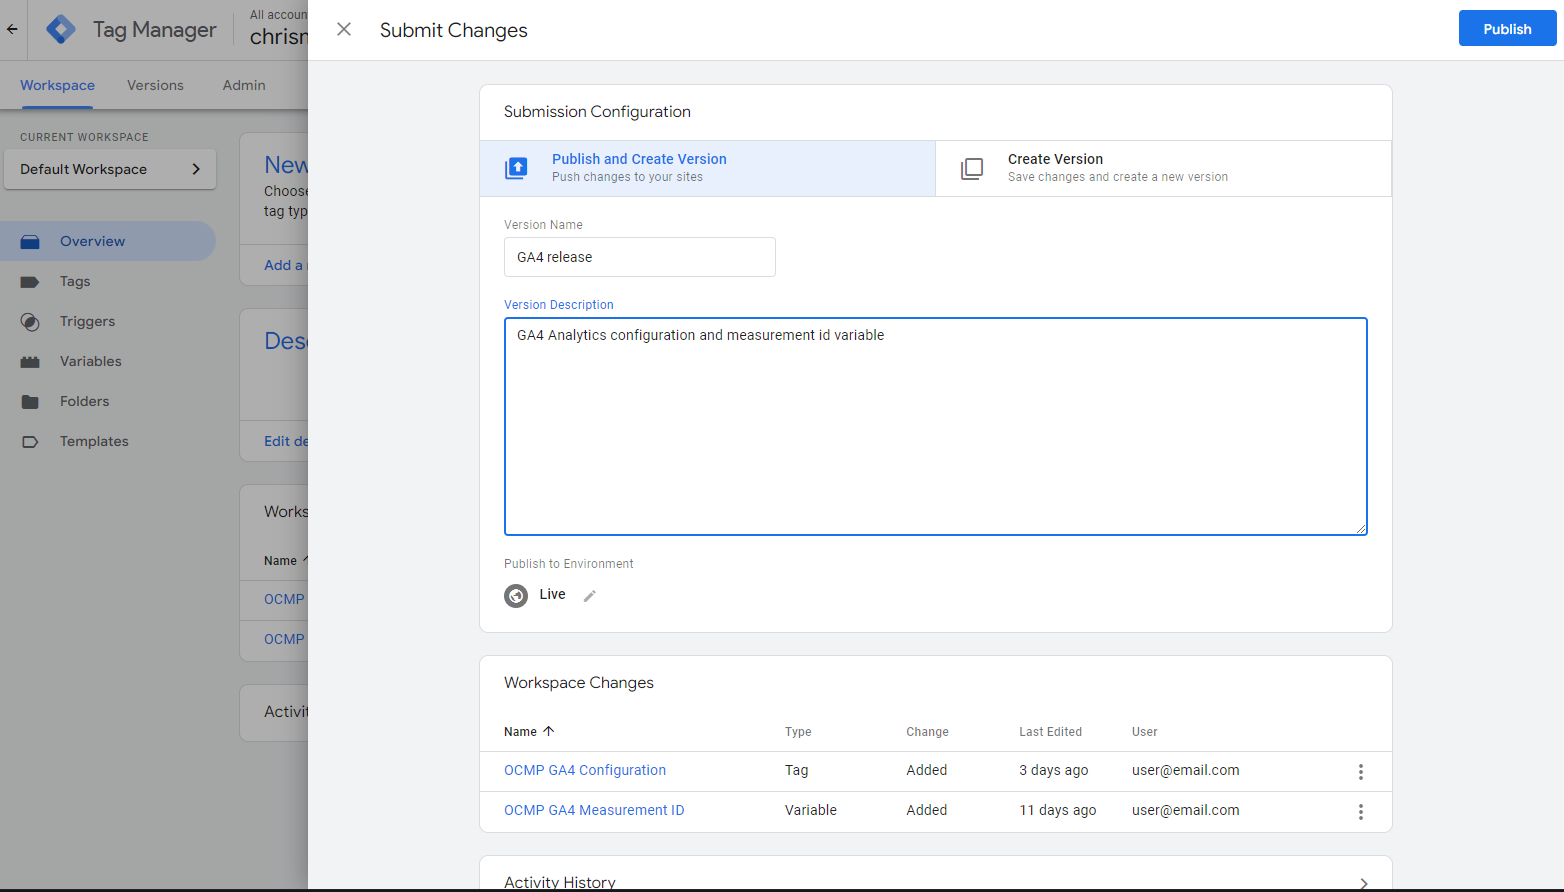 Tag Manager
All accoun
chrisn
Workspace
Versions
Admin
CURRENT WORKSPACE
Default Workspace
Overview
Tags
Triggers
Variables
Folders
Templates
New
Choose
tag typ
Add a
Des
Edit de
Works
Name
OCMP
OCMP
Activit
Submit Changes
Publish
Submission Configuration
Publish and Create Version
Push changes to your sites
Create Version
Save changes and create a new version
Version Name
GA4 release
Version Description
GA4 Analytics configuration and measurement id variable
Publish to Environment
Live
Workspace Changes
Name Type Change Last Edited User
OCMP GA4 Configuration Tag Added 3 days ago user@email.com
OCMP GA4 Measurement ID Variable Added 11 days ago user@email.com
Activity History